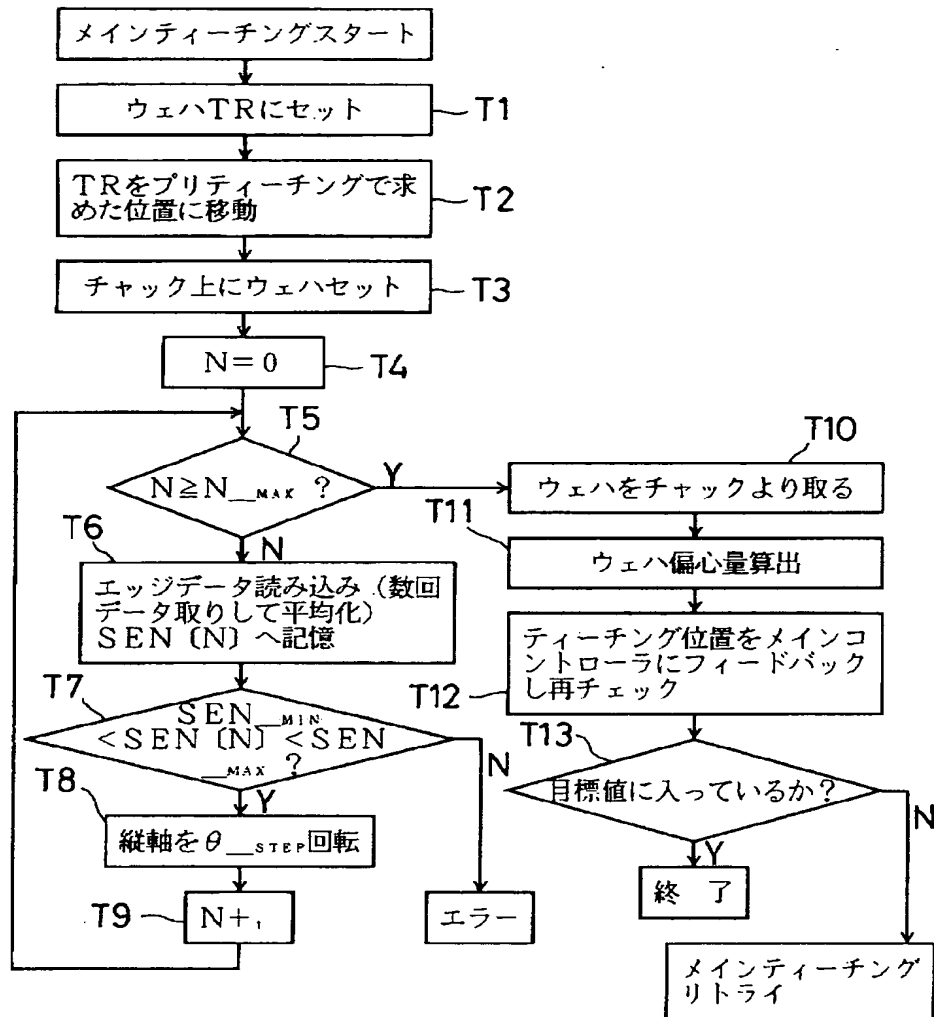 メインティーチングスタート
ウェハTRにセット
T1
TRをプリティーチングで求
めた位置に移動
T2
チャック上にウェハセット
T3
N=0
T4
T5
N≧N__MAX ?
Y
N
T6
エッジデータ読み込み(数回
データ取りして平均化)
SEN〔N〕へ記憶
T7
SEN__MIN
<SEN〔N〕<SEN
__MAX ?
N
Y
T8
縦軸をθ__STEP回転
T9
N+1
エラー
T10
ウェハをチャックより取る
T11
ウェハ偏心量算出
ティーチング位置をメインコ
ントローラにフィードバック
し再チェック
T12
T13
目標値に入っているか?
N
Y
終 了
メインティーチング
リトライ